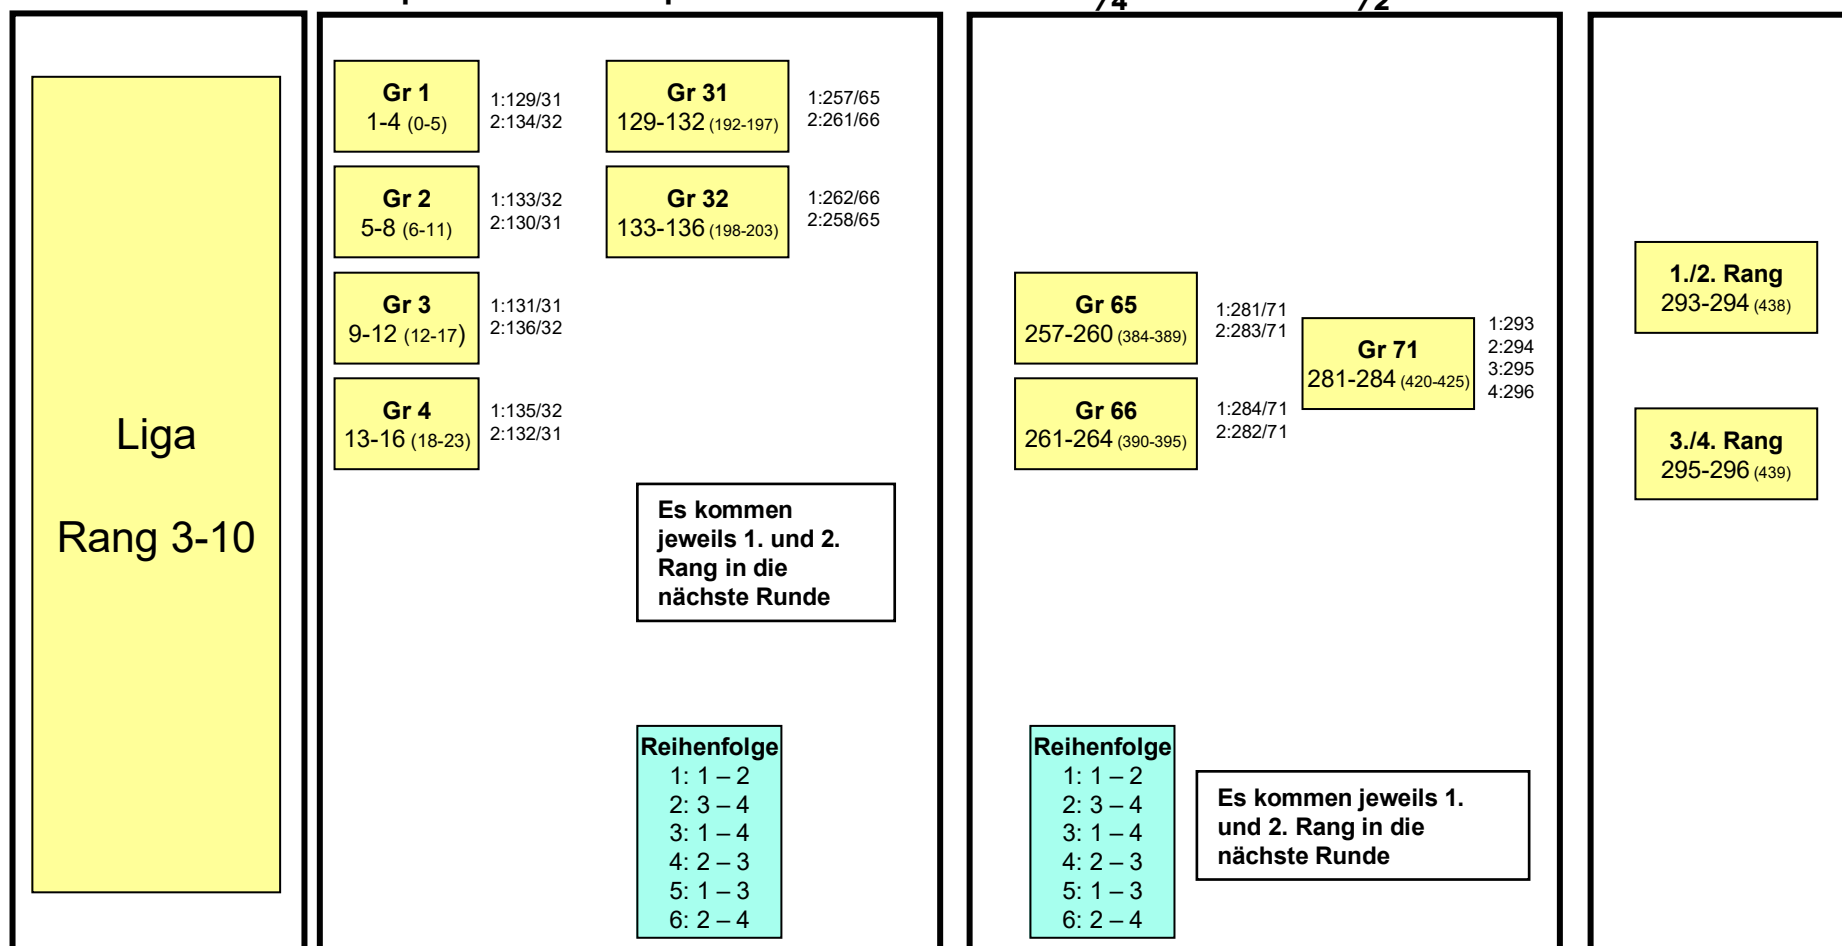 /4
/2
Liga
Rang 3-10
Gr 1
1-4 (0-5)
1:129/31
2:134/32
Gr 2
5-8 (6-11)
1:133/32
2:130/31
Gr 3
9-12 (12-17)
1:131/31
2:136/32
Gr 4
13-16 (18-23)
1:135/32
2:132/31
Gr 31
129-132 (192-197)
1:257/65
2:261/66
Gr 32
133-136 (198-203)
1:262/66
2:258/65
Es kommen
jeweils 1. und 2.
Rang in die
nächste Runde
Reihenfolge
1: 1 – 2
2: 3 – 4
3: 1 – 4
4: 2 – 3
5: 1 – 3
6: 2 – 4
Gr 65
257-260 (384-389)
1:281/71
2:283/71
Gr 66
261-264 (390-395)
1:284/71
2:282/71
Gr 71
281-284 (420-425)
1:293
2:294
3:295
4:296
Reihenfolge
1: 1 – 2
2: 3 – 4
3: 1 – 4
4: 2 – 3
5: 1 – 3
6: 2 – 4
Es kommen jeweils 1.
und 2. Rang in die
nächste Runde
1./2. Rang
293-294 (438)
3./4. Rang
295-296 (439)